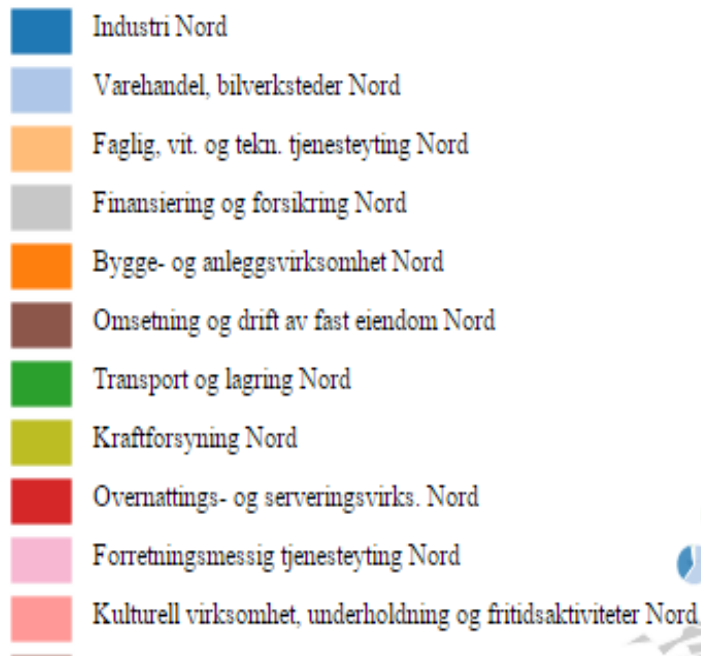 Industri Nord
Varehandel, bilverksteder Nord
Faglig, vit. og tekn. tjenesteyting Nord
Finansiering og forsikring Nord
Bygge- og anleggsvirksomhet Nord
Omsetning og drift av fast eiendom Nord
Transport og lagring Nord
Kraftforsyning Nord
Overnattings- og serveringsvirks. Nord
Forretningsmessig tjenesteyting Nord
Kulturell virksomhet, underholdning og fritidsaktiviteter Nord